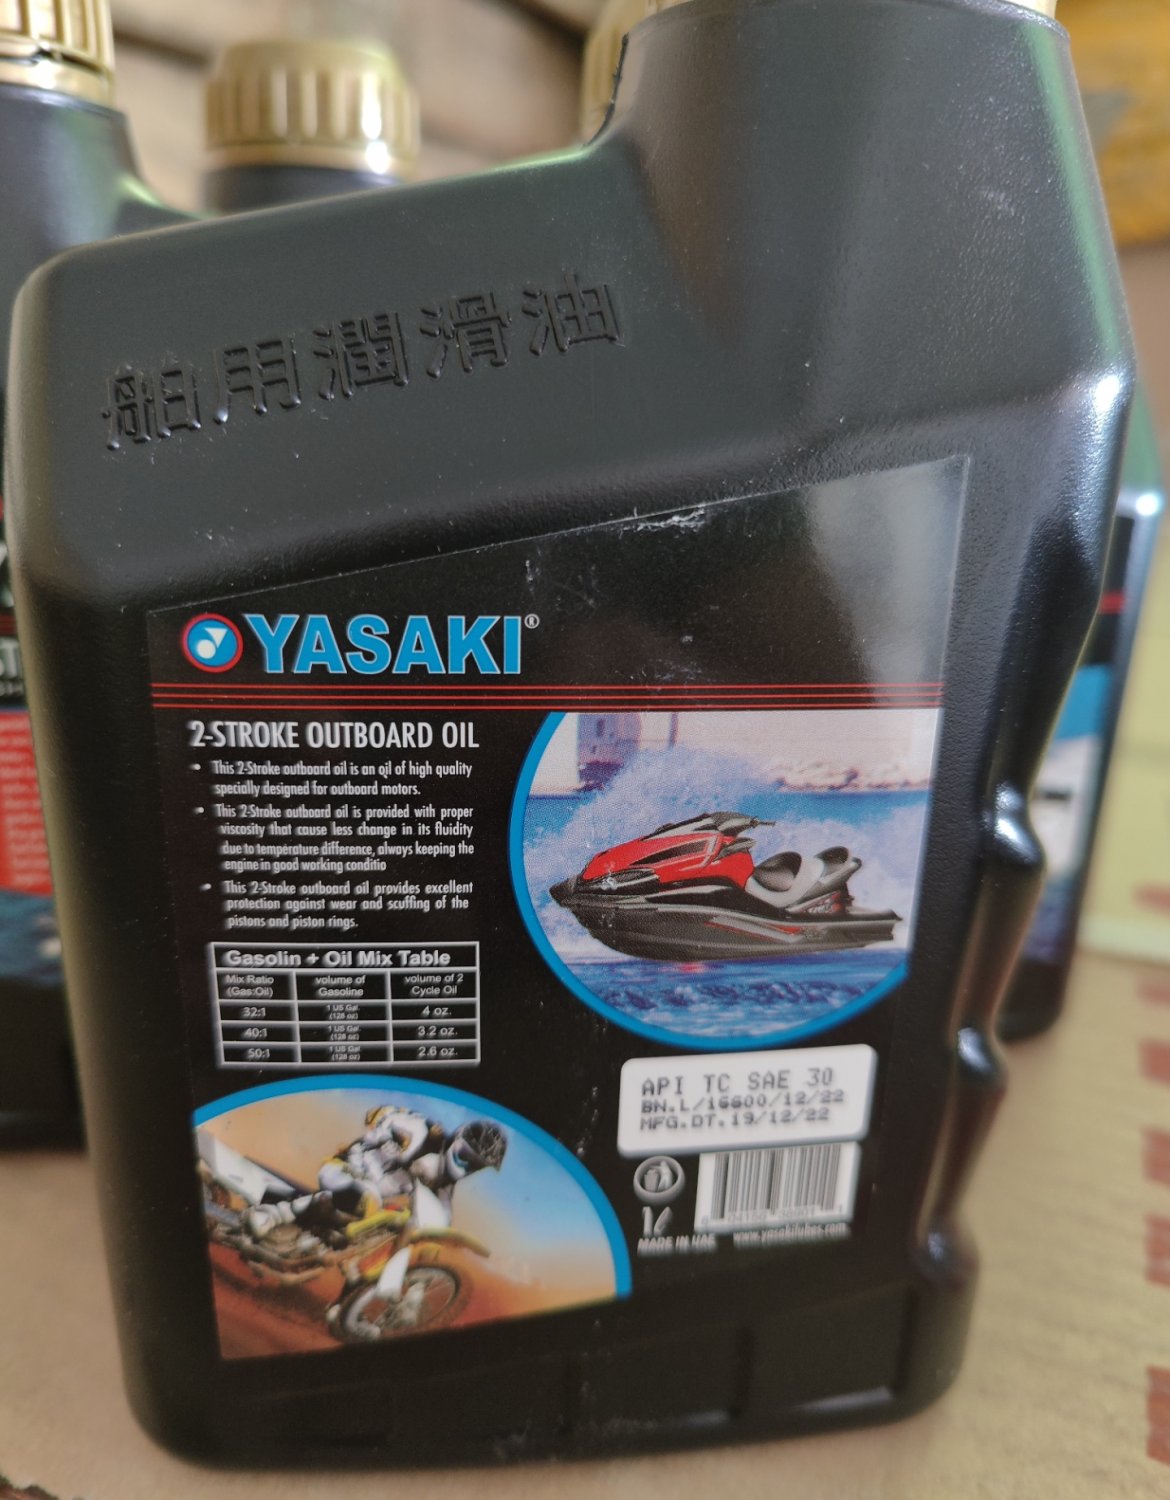 舶用潤滑油
YASAKI®
2-STROKE OUTBOARD OIL
• This 2-Stroke outboard oil is an oil of high quality
specially designed for outboard motors.
• This 2-Stroke outboard oil is provided with proper
viscosity that cause less change in its fluidity
due to temperature difference, always keeping the
engine in good working conditio
• This 2-Stroke outboard oil provides excellent
protection against wear and scuffing of the
pistons and piston rings.
Gasolin + Oil Mix Table
Mix Ratio (Gas:Oil) volume of Gasoline volume of 2 Cycle Oil
32:1 1 US Gal. (128 oz) 4 oz.
40:1 1 US Gal. (128 oz) 3.2 oz.
50:1 1 US Gal. (128 oz) 2.6 oz.
API TC SAE 30
BN.L/16600/12/22
MFG.DT.19/12/22
1ℓ
MADE IN UAE www.yasakilubes.com